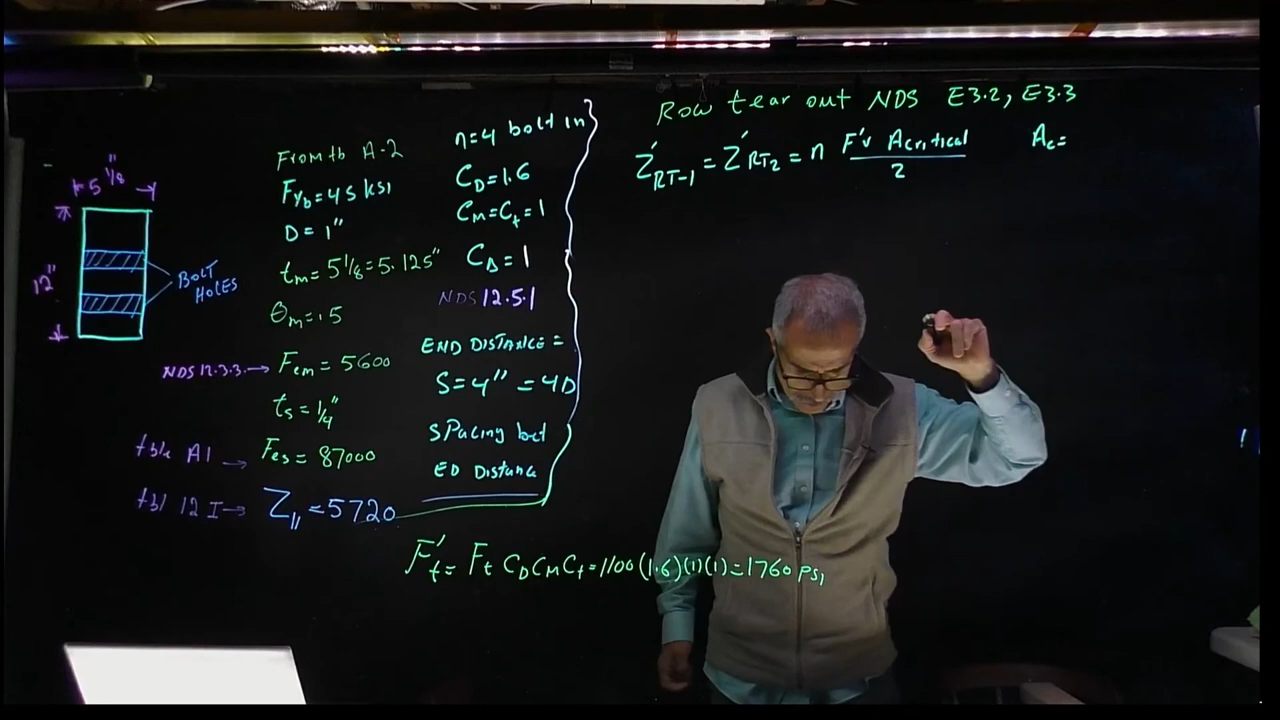 Row tear out NDS E3.2, E3.3
Z'RT-1 = Z'RT2 = n F'v Acritical / 2
Ac=
5 1/8"
12"
BOLT
HOLES
From tb A-2
Fyb = 45 ksi
D = 1"
tm = 5 1/8 = 5.125"
θm = .5
NDS 12.3.3. → Fem = 5600
ts = 1/4"
tble A1 → Fes = 87000
tbl 12 I → Z,, = 5720
n=4 bolt in
CD=1.6
CM=Ct=1
CΔ=1
NDS 12.5.1
END DISTANCE =
S=4" = 4D
SPacing bet
ED Distance
F't = Ft CD CM Ct = 1100 (1.6)(1)(1) = 1760 psi